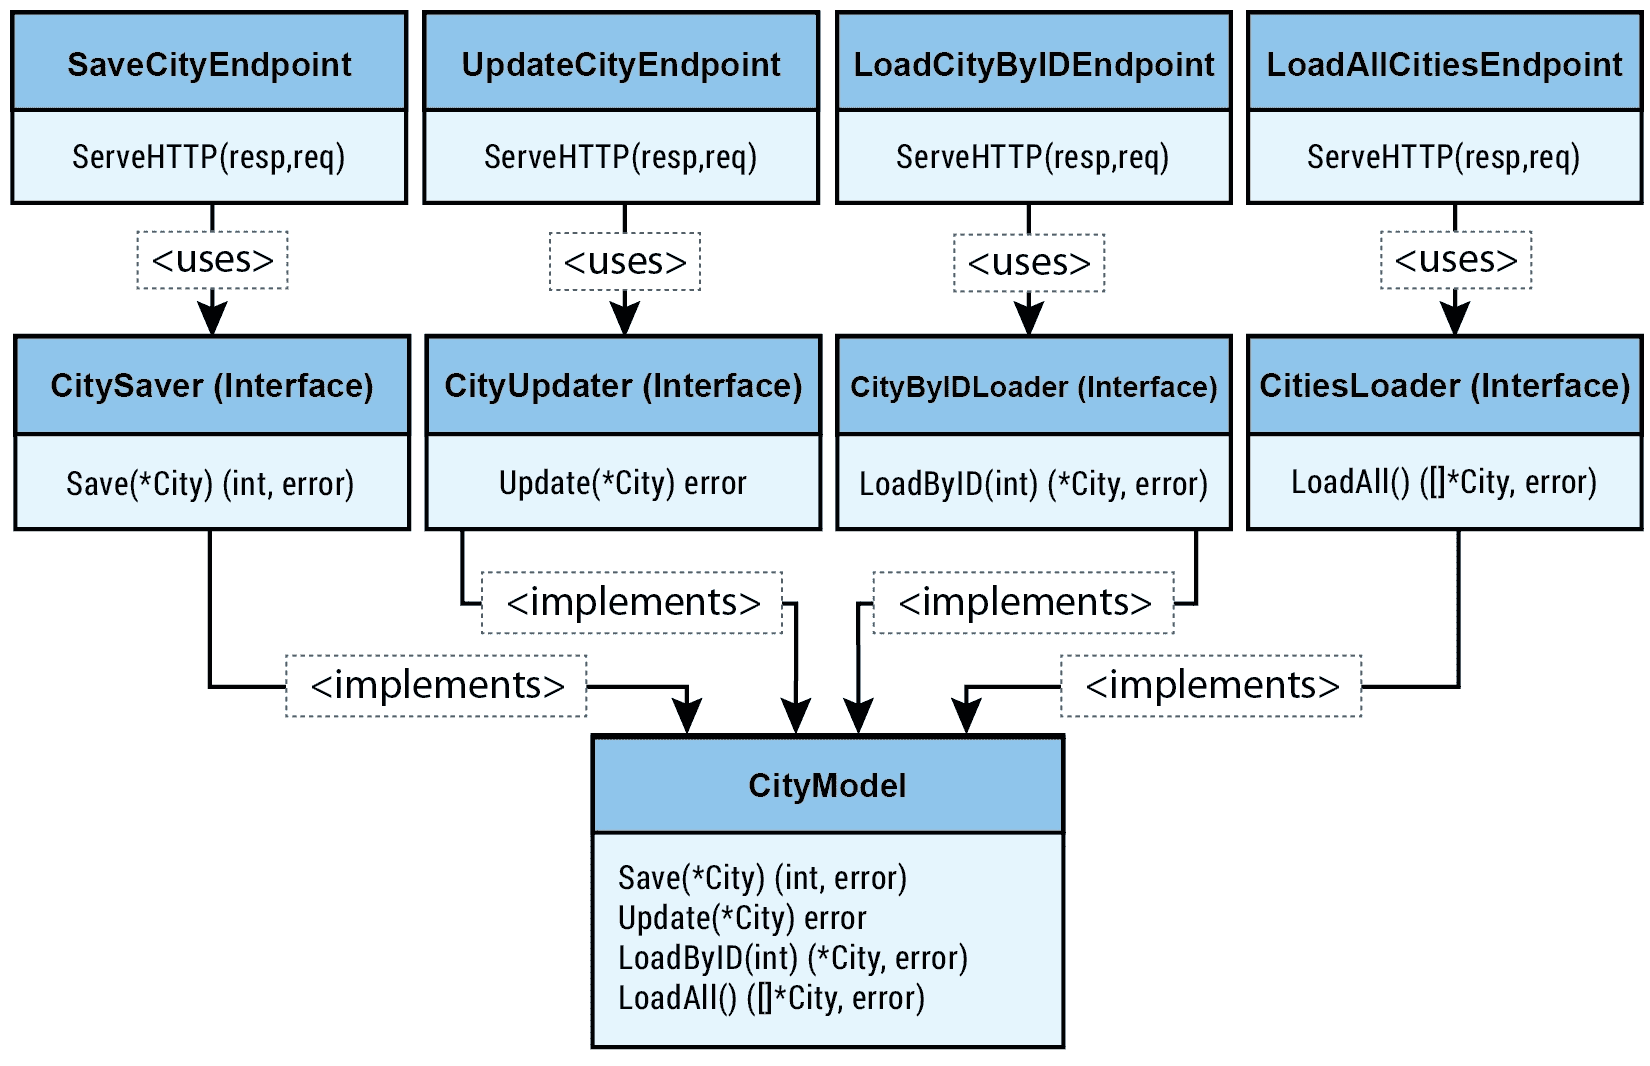 SaveCityEndpoint
ServeHTTP(resp,req)
UpdateCityEndpoint
ServeHTTP(resp,req)
LoadCityByIDEndpoint
ServeHTTP(resp,req)
LoadAllCitiesEndpoint
ServeHTTP(resp,req)
<uses>
<uses>
<uses>
<uses>
CitySaver (Interface)
Save(*City) (int, error)
CityUpdater (Interface)
Update(*City) error
CityByIDLoader (Interface)
LoadByID(int) (*City, error)
CitiesLoader (Interface)
LoadAll() ([]*City, error)
<implements>
<implements>
<implements>
<implements>
CityModel
Save(*City) (int, error)
Update(*City) error
LoadByID(int) (*City, error)
LoadAll() ([]*City, error)